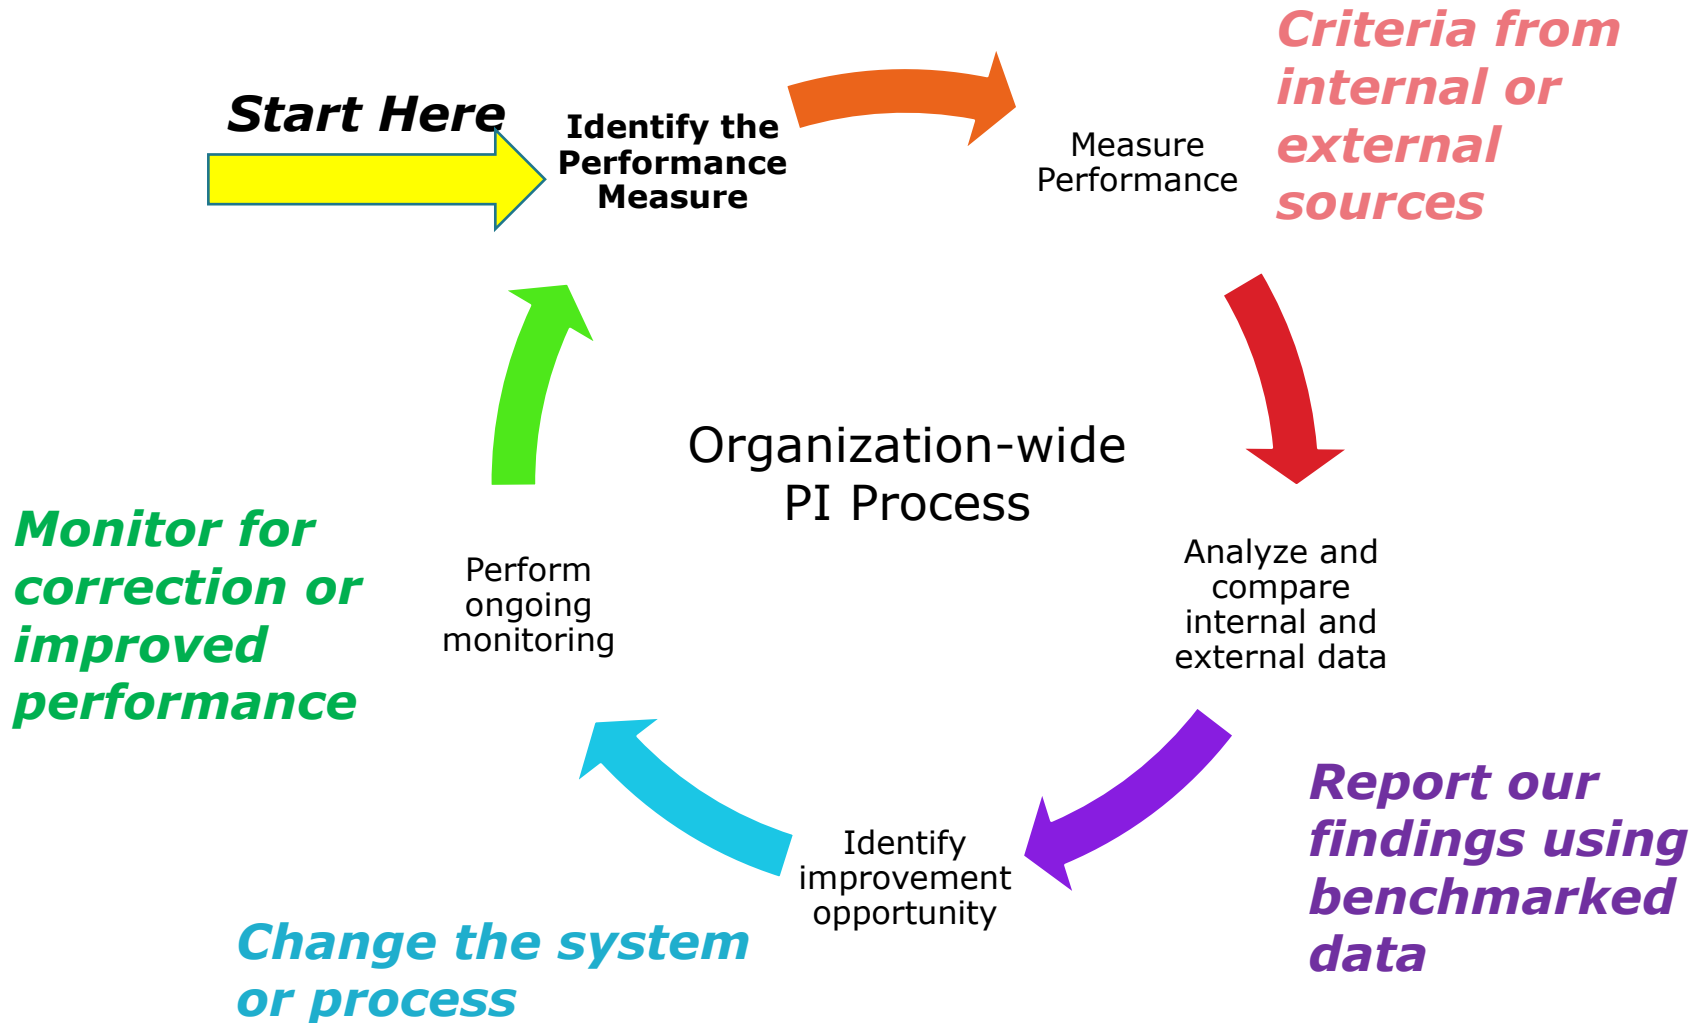 Start Here
Identify the
Performance
Measure
Measure
Performance
Criteria from
internal or
external
sources
Organization-wide
PI Process
Analyze and
compare
internal and
external data
Report our
findings using
benchmarked
data
Identify
improvement
opportunity
Change the system
or process
Perform
ongoing
monitoring
Monitor for
correction or
improved
performance